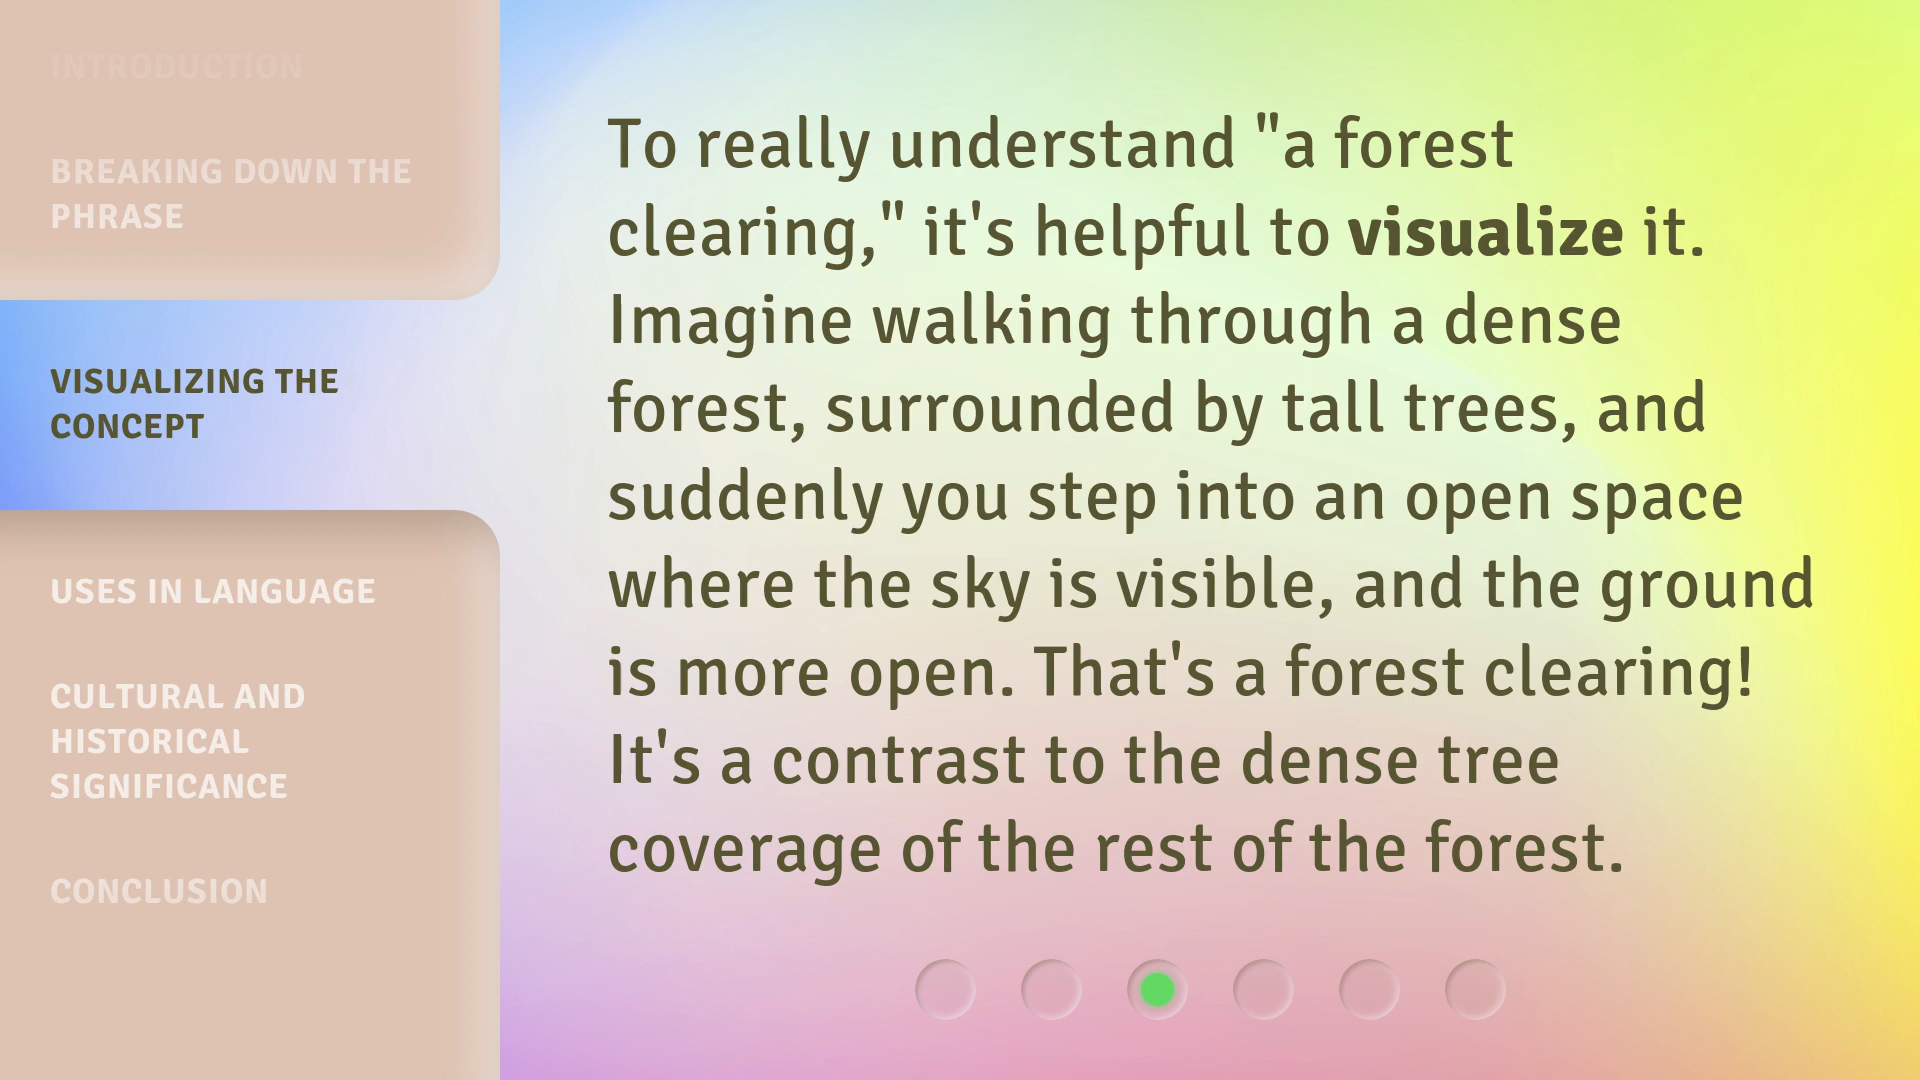 INTRODUCTION
BREAKING DOWN THE
PHRASE
VISUALIZING THE
CONCEPT
USES IN LANGUAGE
CULTURAL AND
HISTORICAL
SIGNIFICANCE
CONCLUSION
To really understand "a forest
clearing," it's helpful to visualize it.
Imagine walking through a dense
forest, surrounded by tall trees, and
suddenly you step into an open space
where the sky is visible, and the ground
is more open. That's a forest clearing!
It's a contrast to the dense tree
coverage of the rest of the forest.